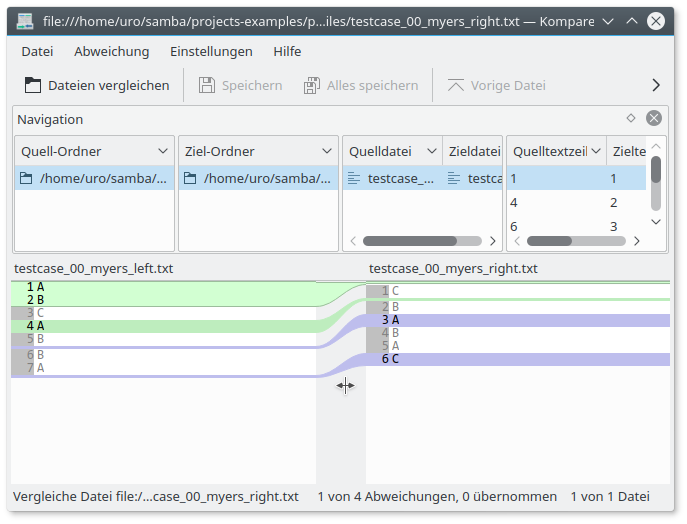 file:///home/uro/samba/projects-examples/p...iles/testcase_00_myers_right.txt — Kompare
Datei Abweichung Einstellungen Hilfe
Dateien vergleichen Speichern Alles speichern Vorige Datei
Navigation
Quell-Ordner Ziel-Ordner Quelldatei Zieldatei Quelltextzeil Zielte
/home/uro/samba/... /home/uro/samba/... testcase_... testca 1 1
4 2
6 3
testcase_00_myers_left.txt testcase_00_myers_right.txt
1 A
2 B
3 C
4 A
5 B
6 B
7 A
1 C
2 B
3 A
4 B
5 A
6 C
Vergleiche Datei file:/...case_00_myers_right.txt 1 von 4 Abweichungen, 0 übernommen 1 von 1 Datei